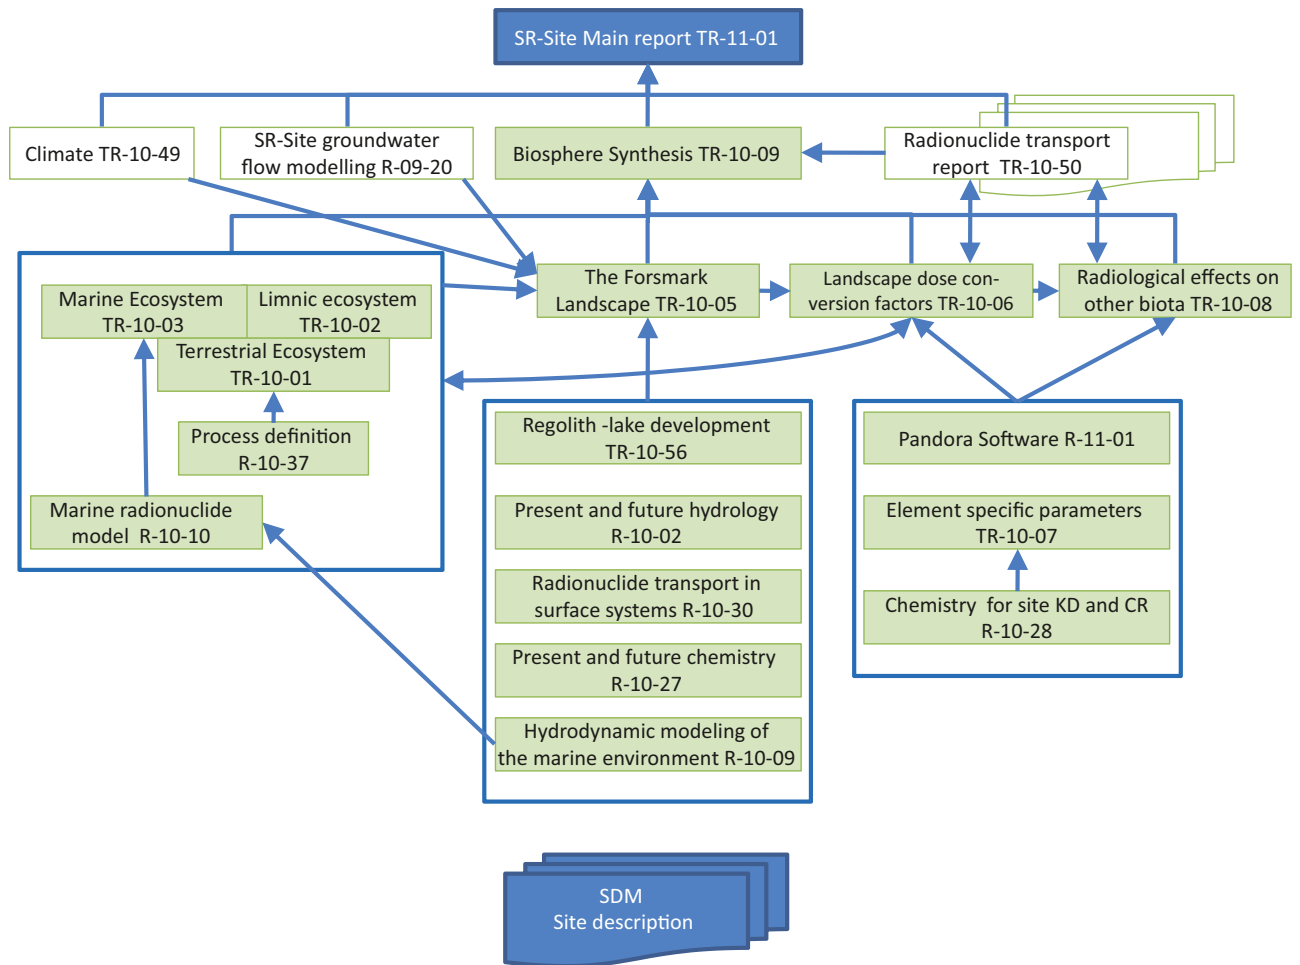 SR-Site Main report TR-11-01
Climate TR-10-49
SR-Site groundwater
flow modelling R-09-20
Biosphere Synthesis TR-10-09
Radionuclide transport
report TR-10-50
Marine Ecosystem
TR-10-03
Limnic ecosystem
TR-10-02
Terrestrial Ecosystem
TR-10-01
Process definition
R-10-37
Marine radionuclide
model R-10-10
The Forsmark
Landscape TR-10-05
Landscape dose con-
version factors TR-10-06
Radiological effects on
other biota TR-10-08
Regolith -lake development
TR-10-56
Present and future hydrology
R-10-02
Radionuclide transport in
surface systems R-10-30
Present and future chemistry
R-10-27
Hydrodynamic modeling of
the marine environment R-10-09
Pandora Software R-11-01
Element specific parameters
TR-10-07
Chemistry for site KD and CR
R-10-28
SDM
Site description